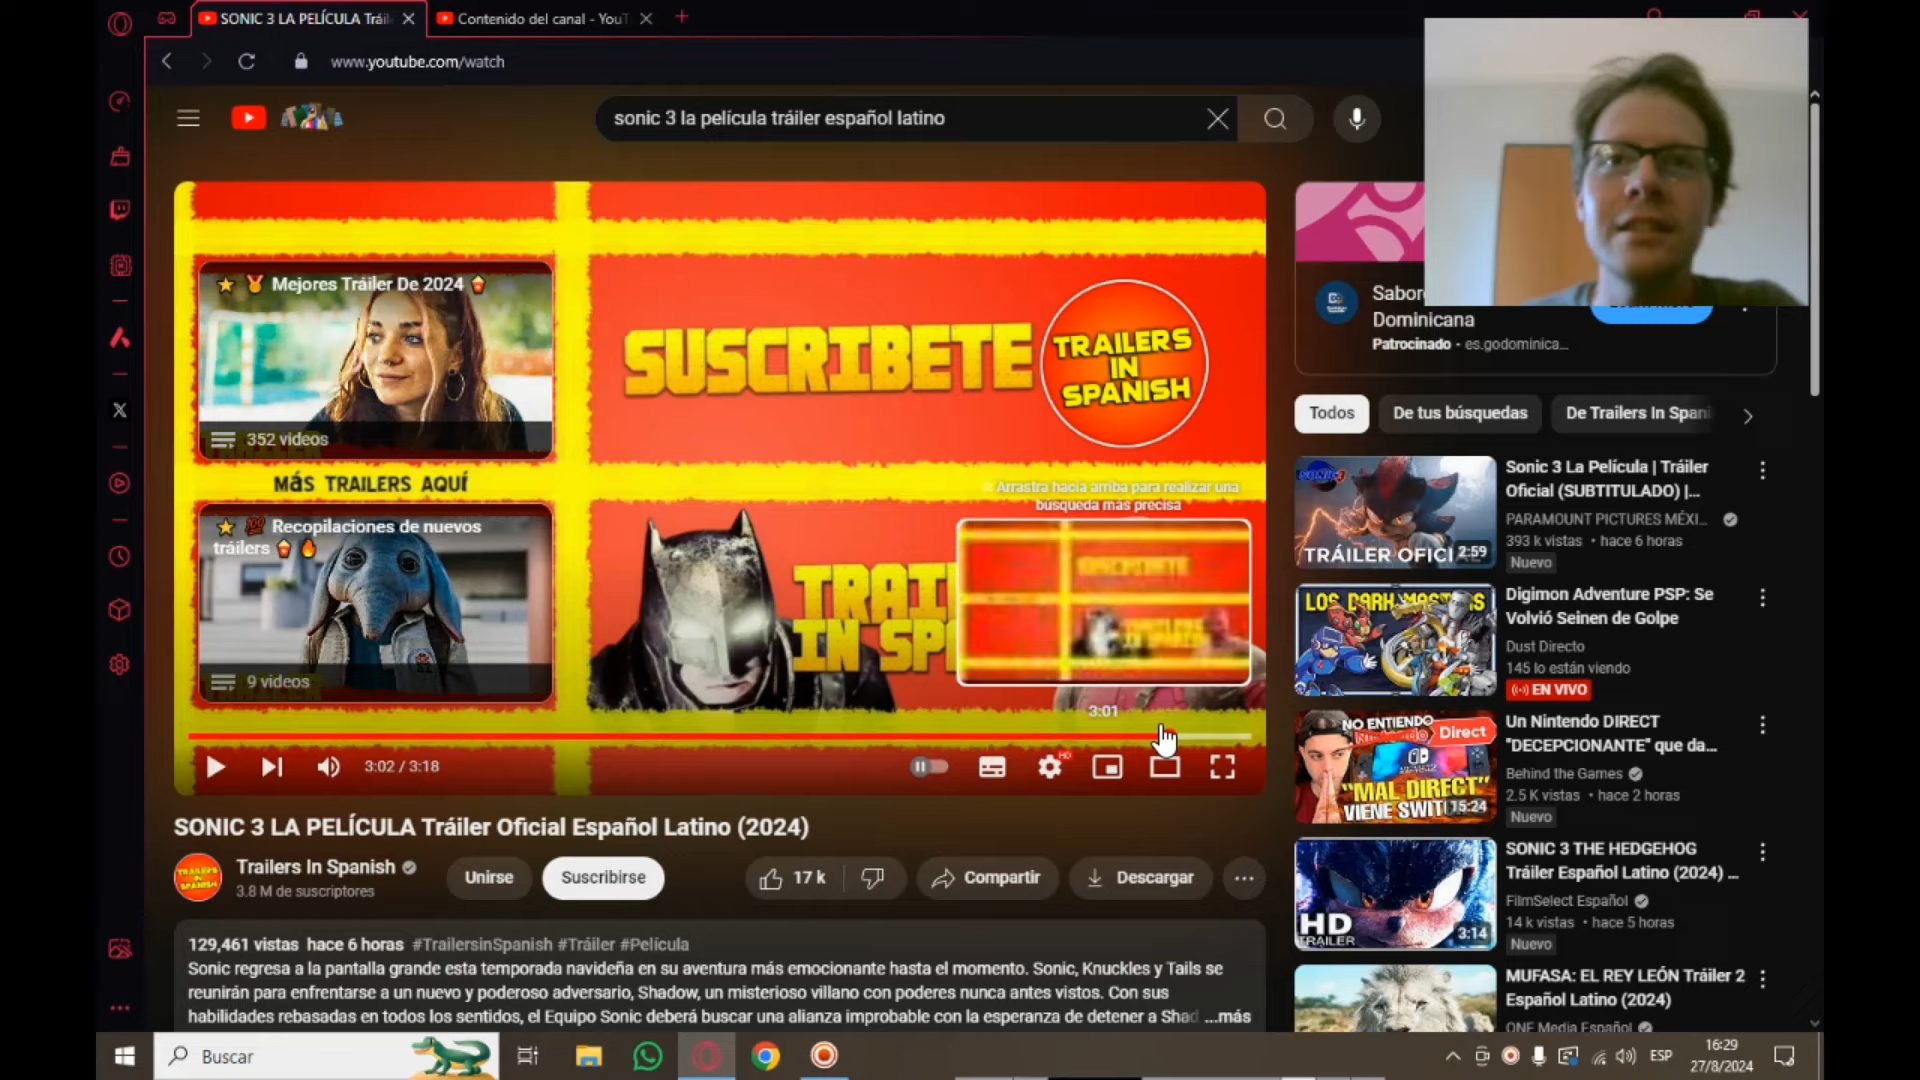 SONIC 3 LA PELÍCULA Tráil
Contenido del canal - YouT
www.youtube.com/watch
sonic 3 la película tráiler español latino
Mejores Tráiler De 2024
352 videos
MáS TRAILERS AQUÍ
Recopilaciones de nuevos
tráilers
9 videos
SUSCRIBETE
TRAILERS
IN
SPANISH
Arrastra hacia arriba para realizar una
búsqueda más precisa
TRAI
IN SP
3:01
3:02 / 3:18
HD
SONIC 3 LA PELÍCULA Tráiler Oficial Español Latino (2024)
Trailers In Spanish
3.8 M de suscriptores
Unirse
Suscribirse
17 k
Compartir
Descargar
129,461 vistas hace 6 horas #TrailersinSpanish #Tráiler #Película
Sonic regresa a la pantalla grande esta temporada navideña en su aventura más emocionante hasta el momento. Sonic, Knuckles y Tails se
reunirán para enfrentarse a un nuevo y poderoso adversario, Shadow, un misterioso villano con poderes nunca antes vistos. Con sus
habilidades rebasadas en todos los sentidos, el Equipo Sonic deberá buscar una alianza improbable con la esperanza de detener a Shad ...más
Sabor
Dominicana
Patrocinado - es.godominica...
Todos
De tus búsquedas
De Trailers In Spani
TRÁILER OFICI
2:59
Sonic 3 La Película | Tráiler
Oficial (SUBTITULADO) |...
PARAMOUNT PICTURES MÉXI...
393 k vistas • hace 6 horas
Nuevo
LOS DARK MASTERS
Digimon Adventure PSP: Se
Volvió Seinen de Golpe
Dust Directo
145 lo están viendo
EN VIVO
NO ENTIENDO
Nintendo DIRECT
Direct
"MAL DIRECT"
VIENE SWIT
15:24
Un Nintendo DIRECT
"DECEPCIONANTE" que da...
Behind the Games
2.5 K vistas • hace 2 horas
Nuevo
HD
TRAILER
3:14
SONIC 3 THE HEDGEHOG
Tráiler Español Latino (2024) ...
FilmSelect Español
14 k vistas • hace 5 horas
Nuevo
MUFASA: EL REY LEÓN Tráiler 2
Español Latino (2024)
ONE Media Español
Buscar
ESP
16:29
27/8/2024